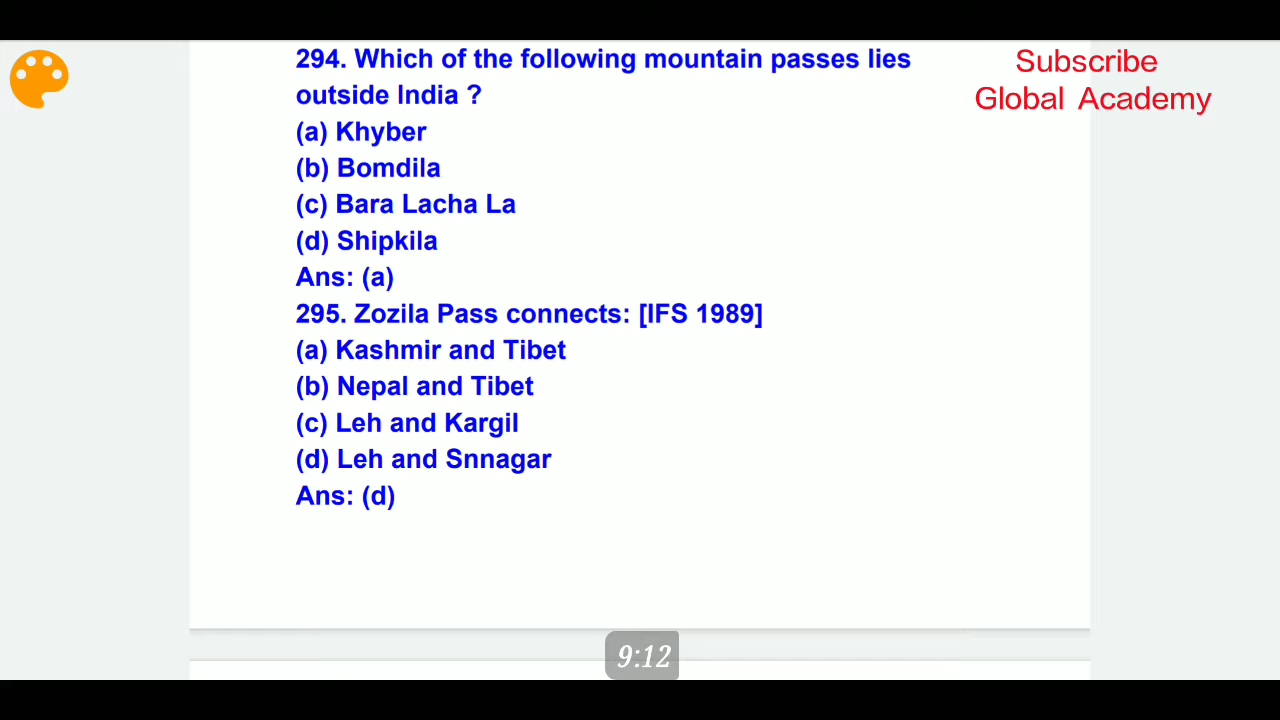 294. Which of the following mountain passes lies
outside India ?
(a) Khyber
(b) Bomdila
(c) Bara Lacha La
(d) Shipkila
Ans: (a)
295. Zozila Pass connects: [IFS 1989]
(a) Kashmir and Tibet
(b) Nepal and Tibet
(c) Leh and Kargil
(d) Leh and Snnagar
Ans: (d)
Subscribe
Global Academy
9:12